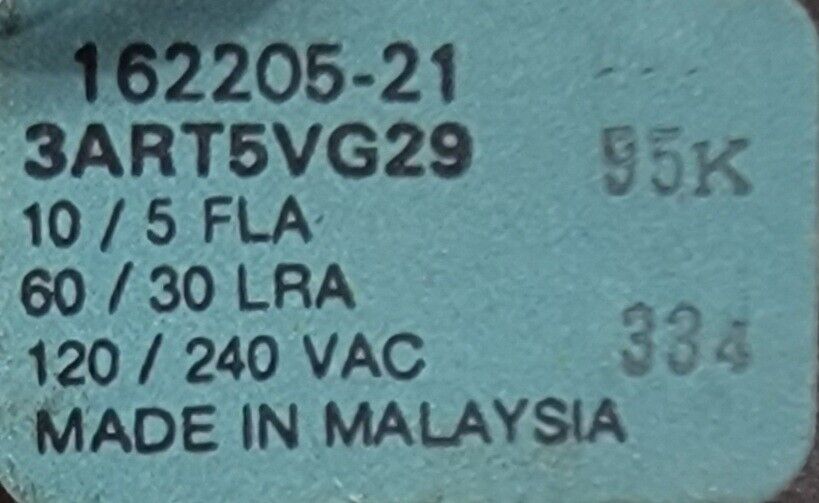 162205-21
3ART5VG29
95K
10 / 5 FLA
60 / 30 LRA
334
120 / 240 VAC
MADE IN MALAYSIA